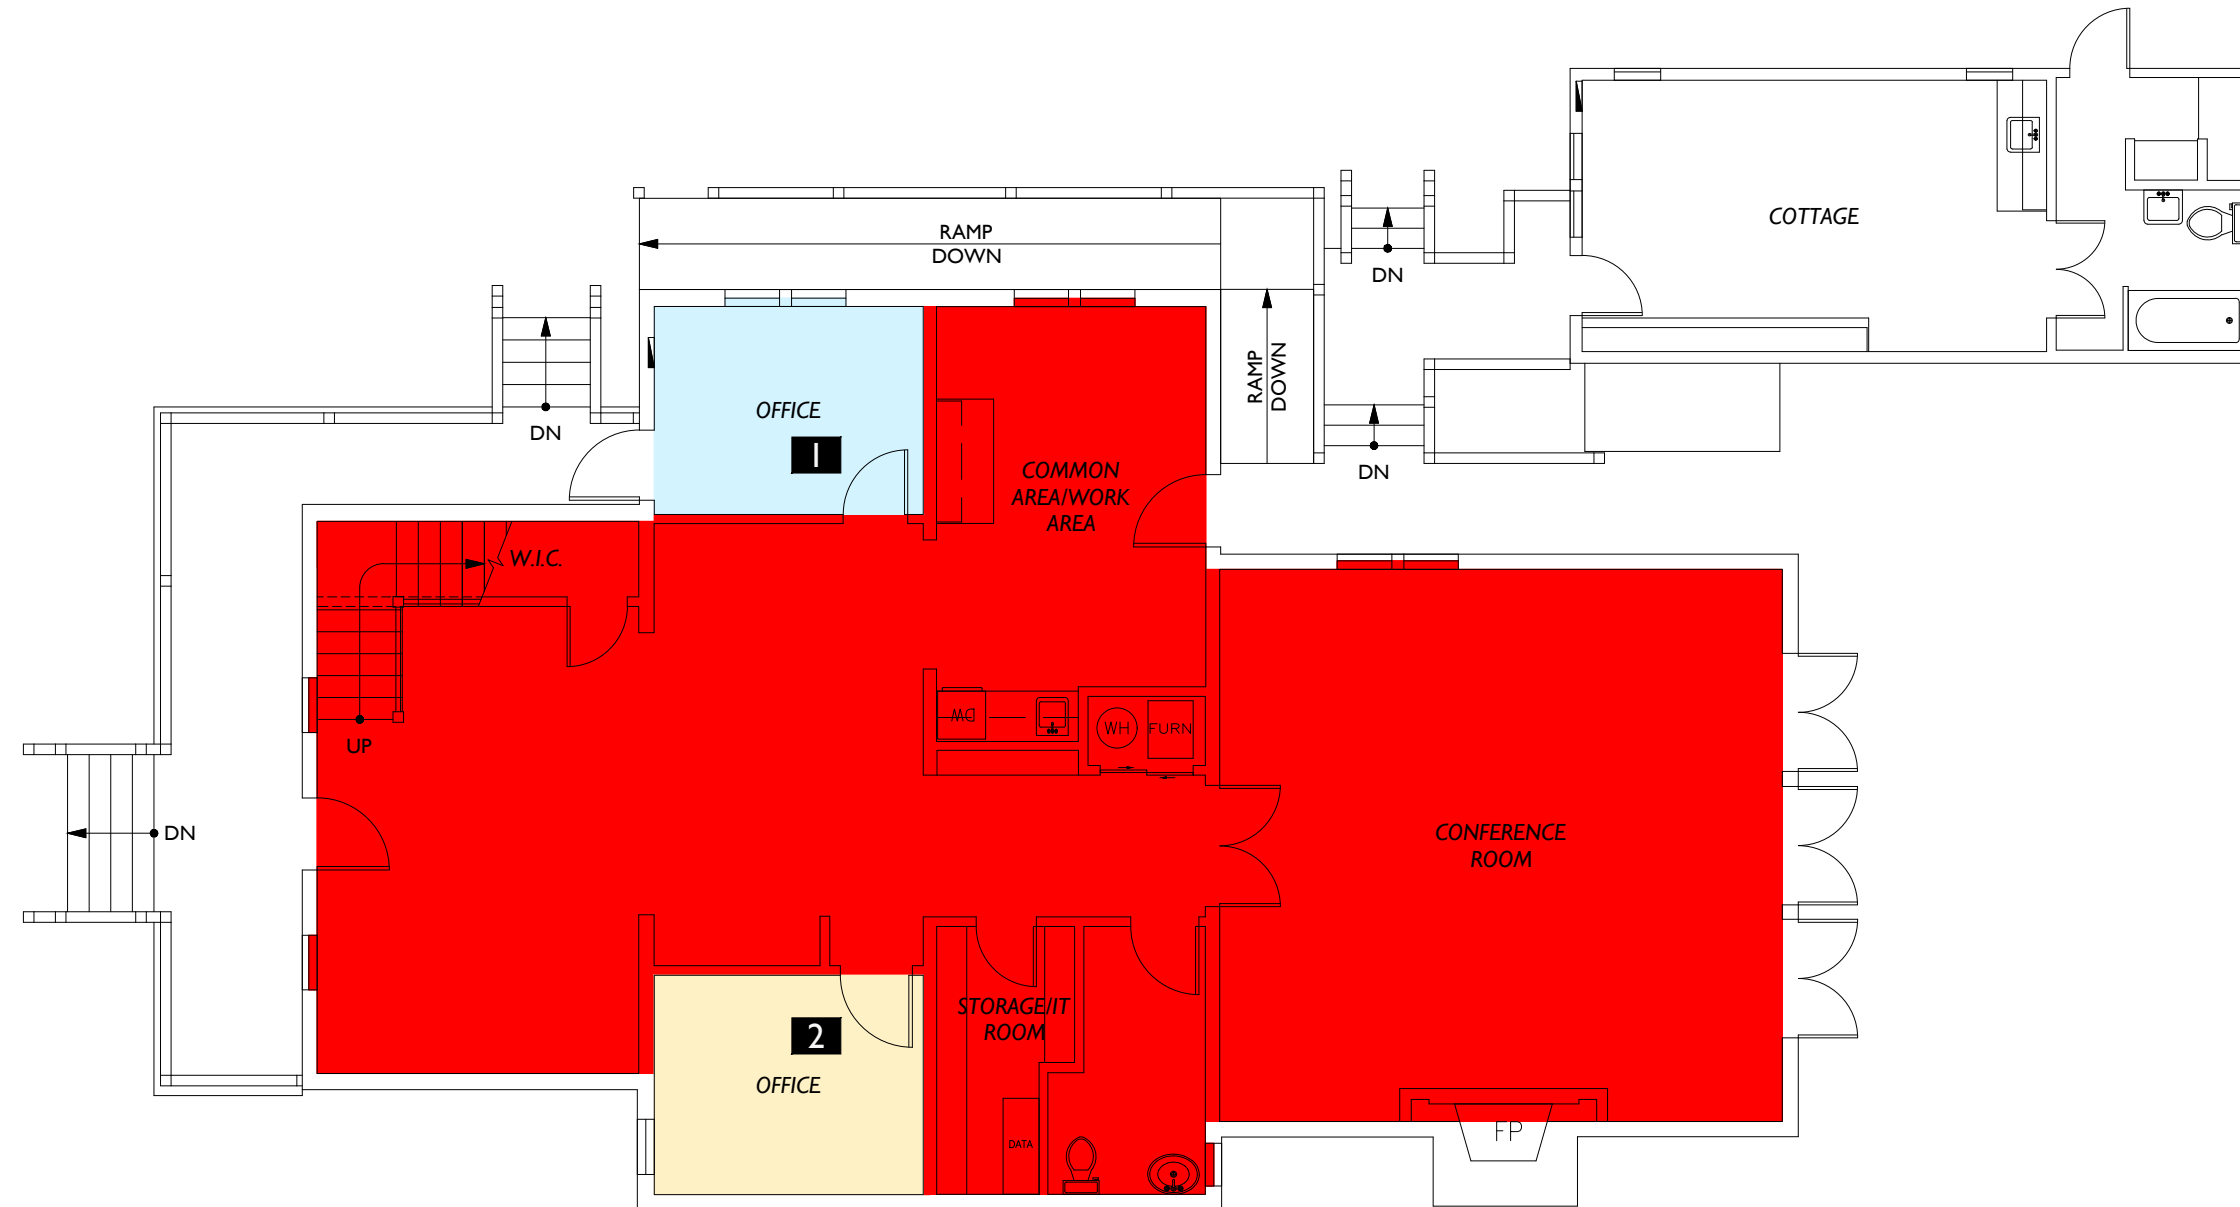 COTTAGE
RAMP
DOWN
DN
RAMP
DOWN
OFFICE
1
DN
COMMON
AREA/WORK
AREA
DN
W.I.C.
DW
WH
FURN
UP
DN
CONFERENCE
ROOM
STORAGE/IT
ROOM
2
OFFICE
DATA
FP